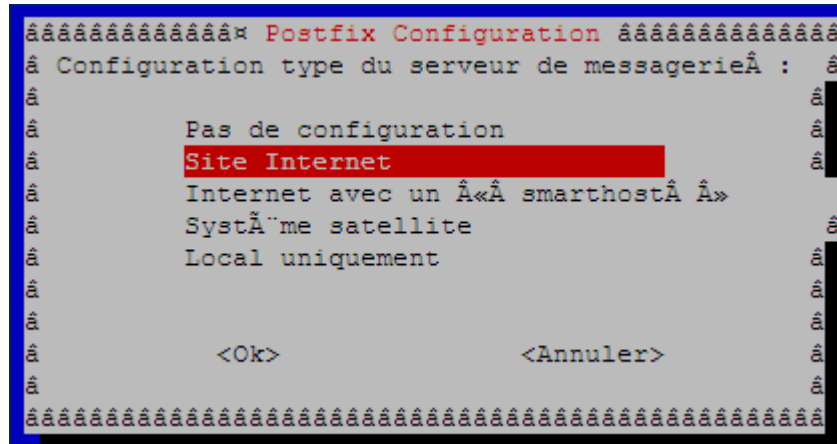 âââââââââââââ¤ Postfix Configuration ââââââââââââââ
â Configuration type du serveur de messagerieÂ : â
â â
â Pas de configuration â
â Site Internet â
â Internet avec un Â«Â smarthostÂ Â»
â SystÃ¨me satellite â
â Local uniquement â
â â
â â
â <Ok> <Annuler> â
â â
ââââââââââââââââââââââââââââââââââââââââââââââââââ